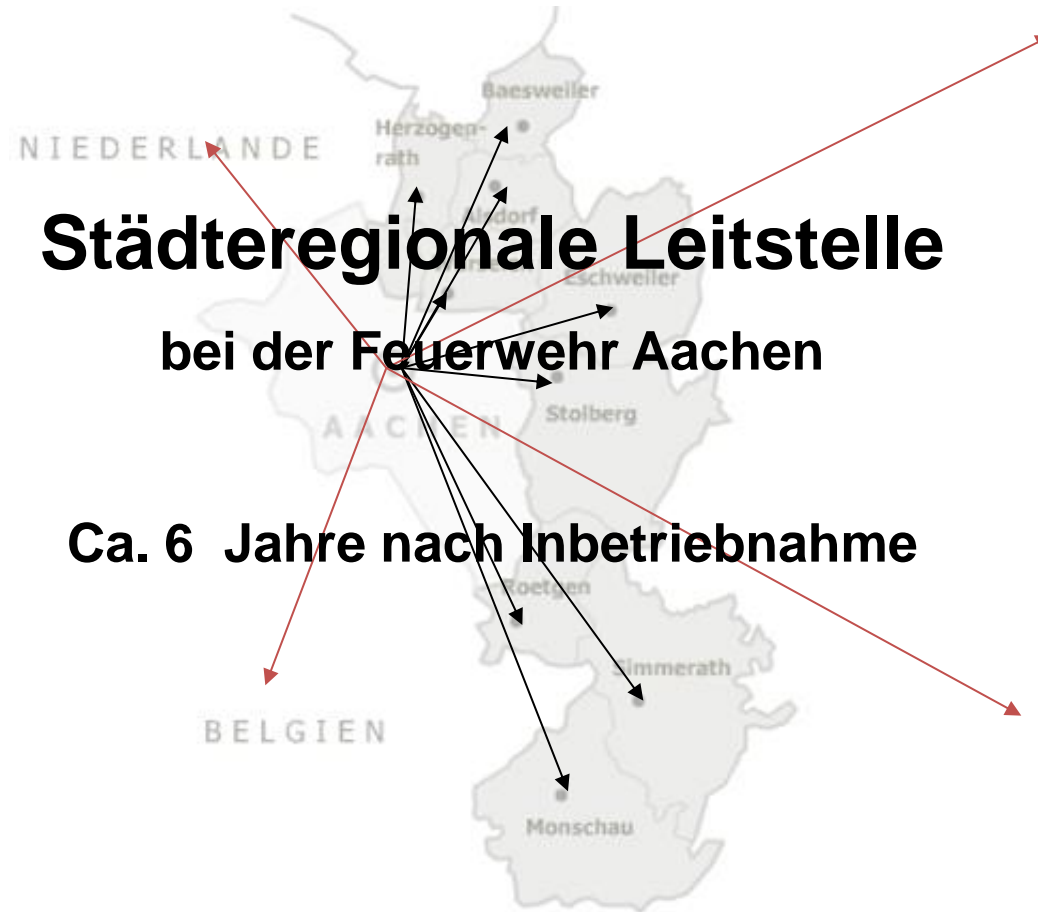 Baesweiler
Herzogen-
rath
NIEDERLANDE
Alsdorf
Städteregionale Leitstelle
Eschweiler
bei der Feuerwehr Aachen
Stolberg
AACHEN
Ca. 6 Jahre nach Inbetriebnahme
Roetgen
Simmerath
BELGIEN
Monschau